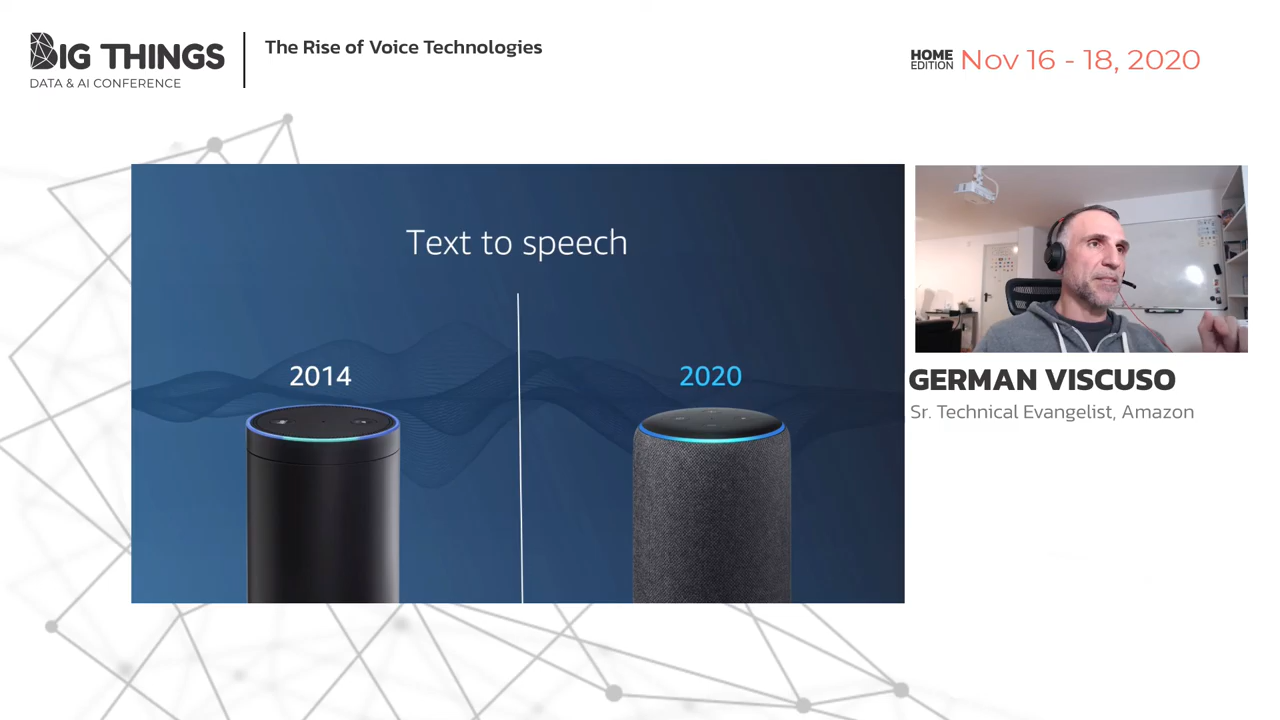 BIG THINGS
DATA & AI CONFERENCE
The Rise of Voice Technologies
HOME
EDITION
Nov 16 - 18, 2020
Text to speech
2014
2020
GERMAN VISCUSO
Sr. Technical Evangelist, Amazon